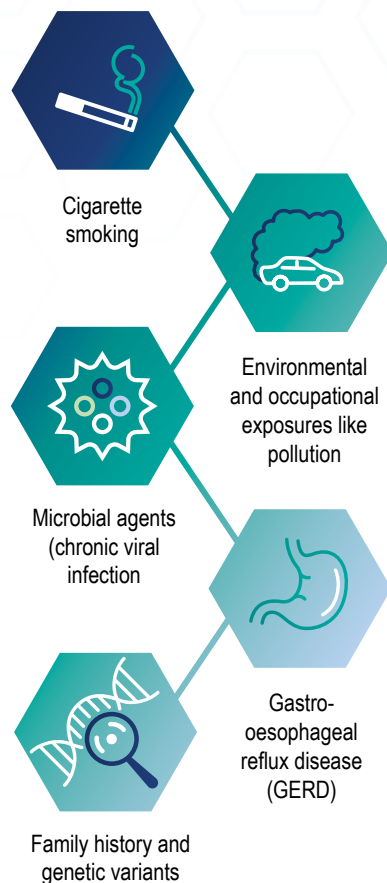 Cigarette
smoking
Environmental
and occupational
exposures like
pollution
Microbial agents
(chronic viral
infection
Gastro-
oesophageal
reflux disease
(GERD)
Family history and
genetic variants